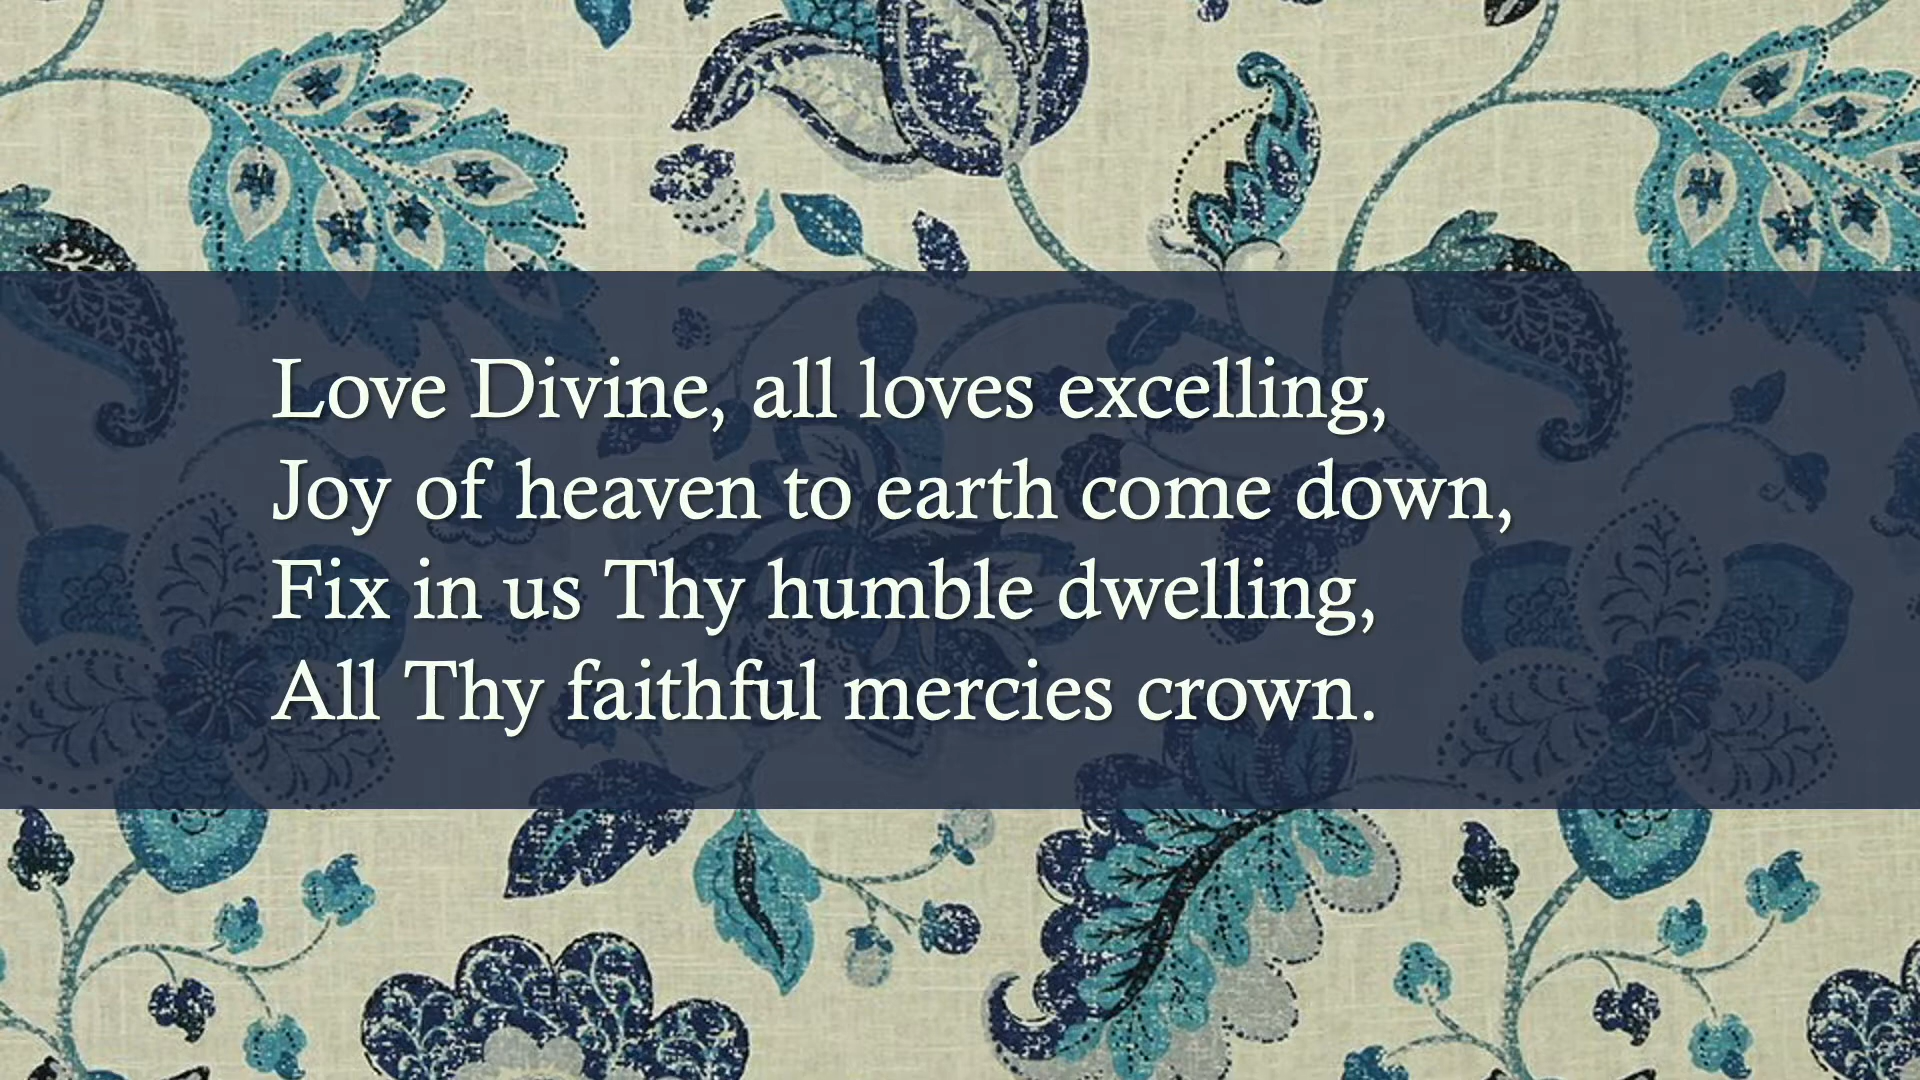 Love Divine, all loves excelling,
Joy of heaven to earth come down,
Fix in us Thy humble dwelling,
All Thy faithful mercies crown.